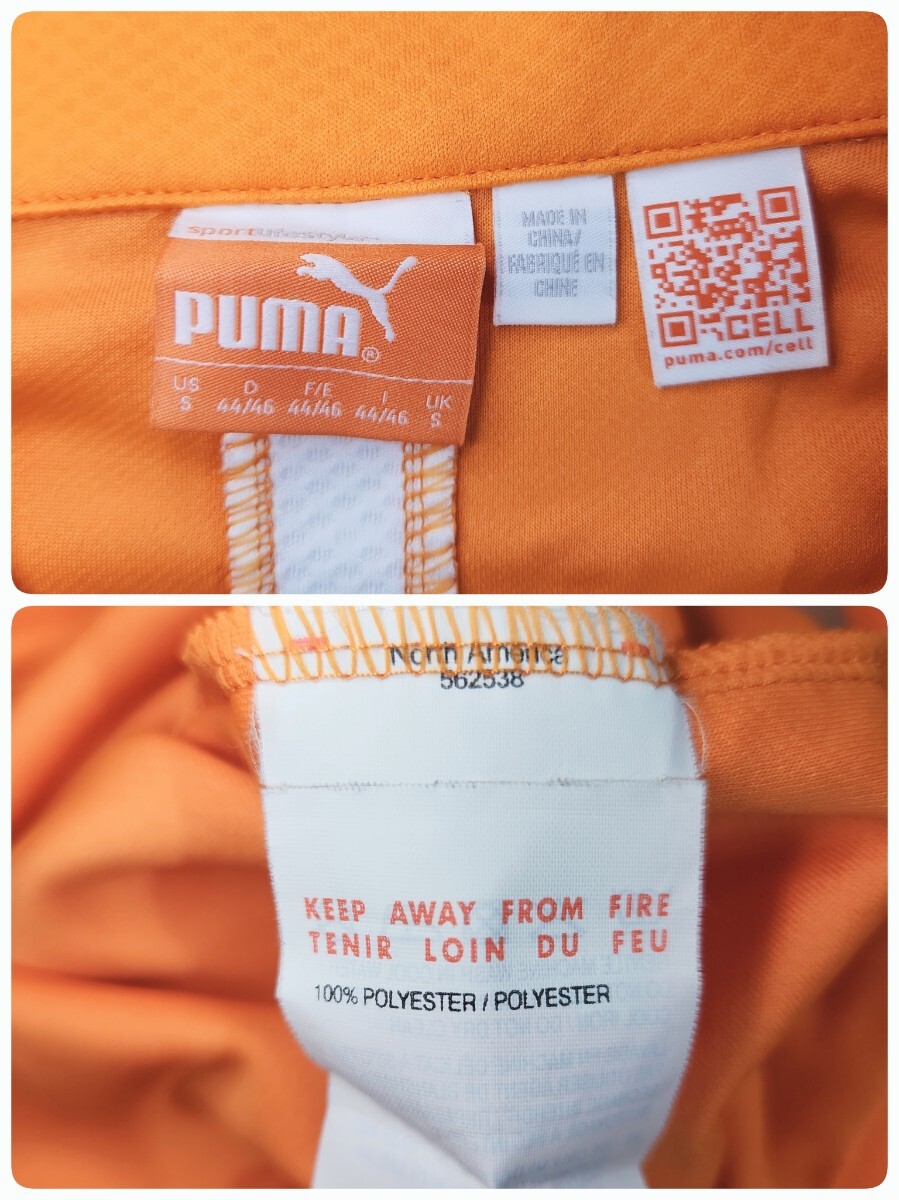 sportlifestyle
PUMA®
US D F/E I UK
S 44/46 44/46 44/46 S
MADE IN
CHINA/
FABRIQUÉ EN
CHINE
CELL
puma.com/cell
North America
562538
KEEP AWAY FROM FIRE
TENIR LOIN DU FEU
100% POLYESTER / POLYESTER